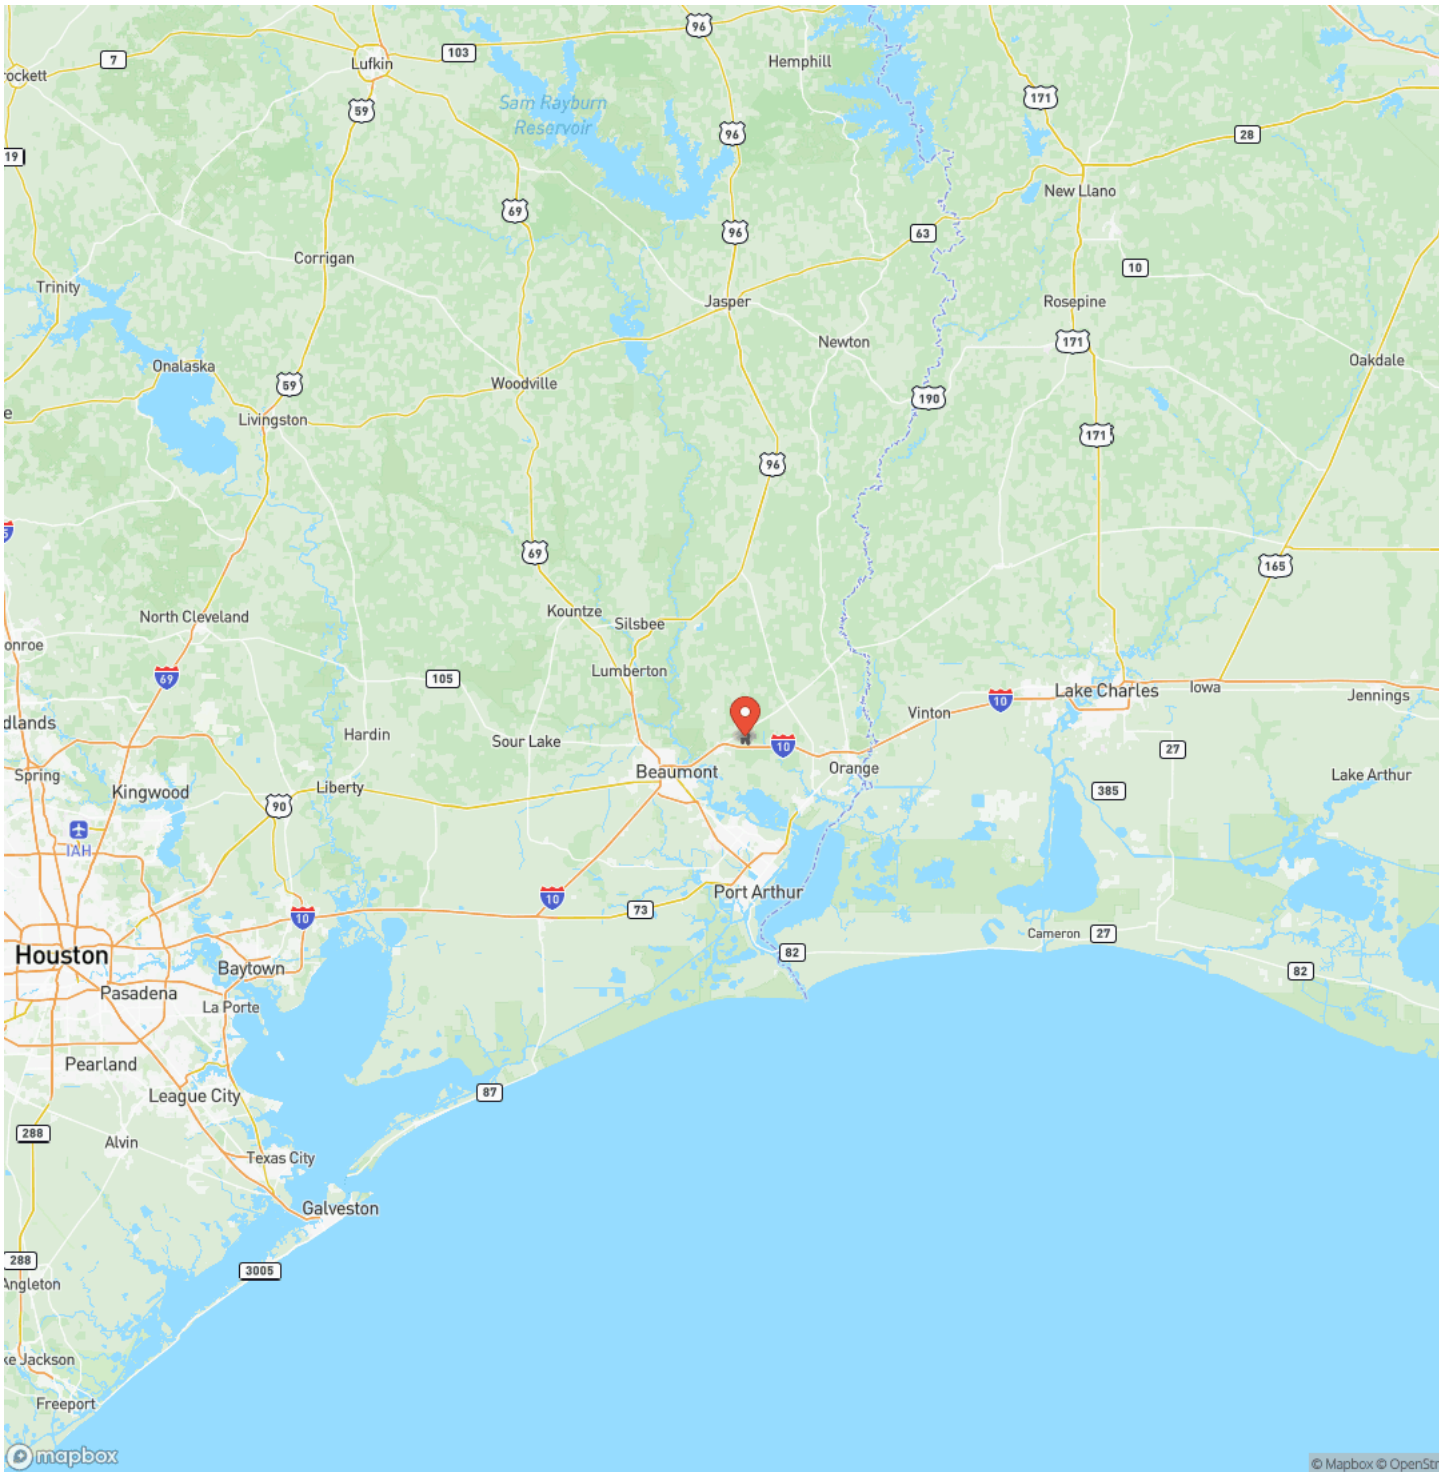 96
7
103
Lufkin
Hemphill
rockett
171
Sam Rayburn
Reservoir
59
96
28
19
New Llano
69
96
63
Corrigan
10
Trinity
Jasper
Rosepine
Newton
171
Onalaska
Oakdale
59
Woodville
190
e
Livingston
171
96
5
69
165
Kountze
North Cleveland
Silsbee
onroe
Lumberton
69
105
Lake Charles
Iowa
Jennings
10
Vinton
dlands
Hardin
Sour Lake
10
27
Beaumont
Orange
Spring
Lake Arthur
Kingwood
Liberty
385
90
IAH
Port Arthur
10
73
10
Cameron
27
Houston
82
Baytown
82
Pasadena
La Porte
Pearland
87
League City
288
Alvin
Texas City
Galveston
288
3005
Angleton
ke Jackson
Freeport
mapbox
© Mapbox © OpenStr